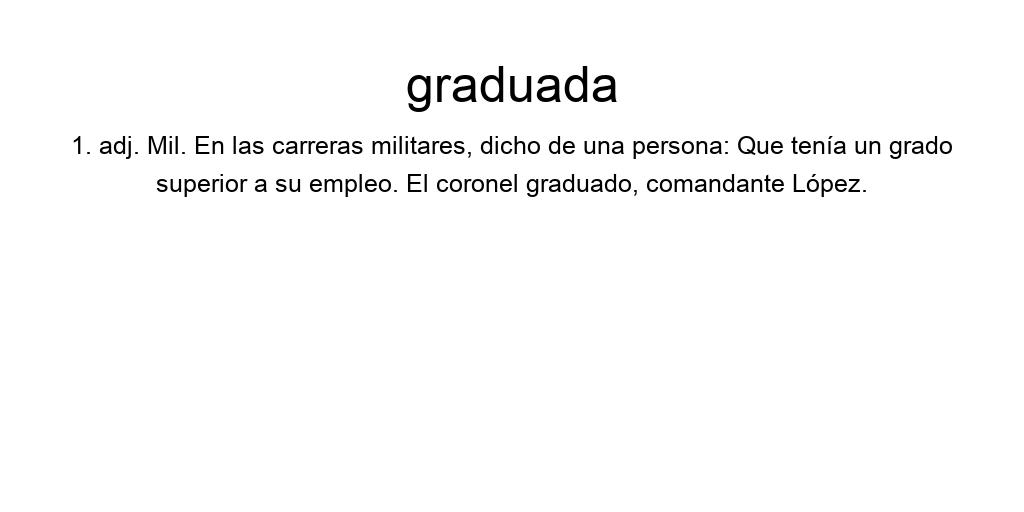 graduada
1. adj. Mil. En las carreras militares, dicho de una persona: Que tenía un grado
superior a su empleo. El coronel graduado, comandante López.